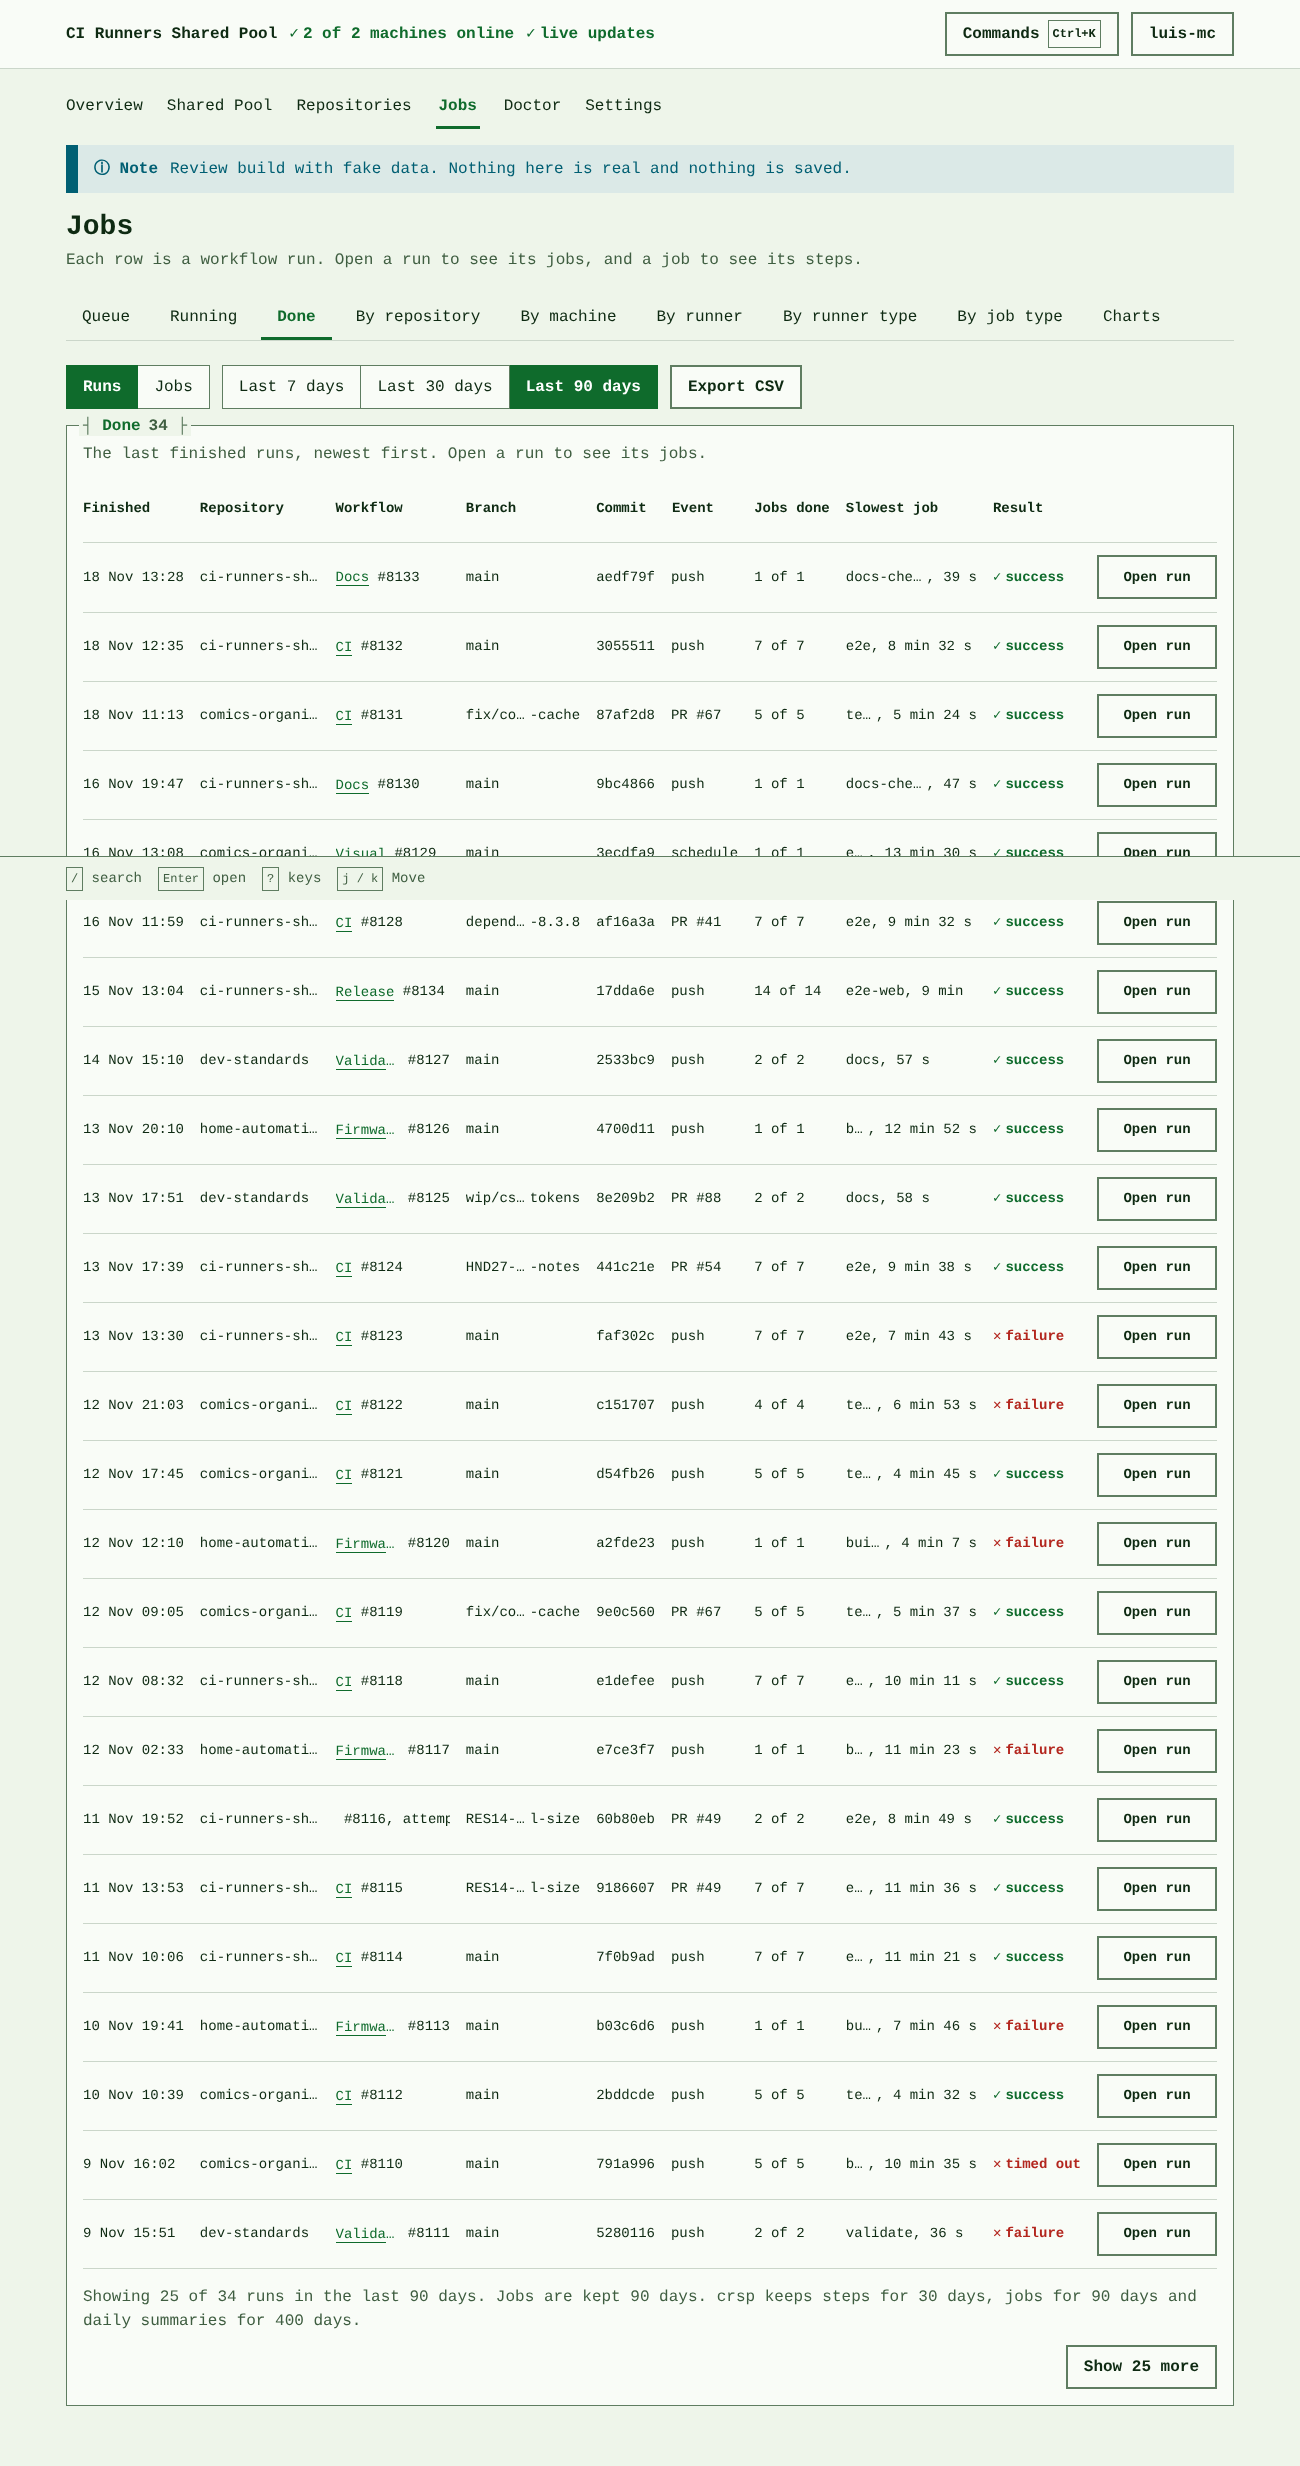 CI Runners Shared Pool ✓ 2 of 2 machines online ✓ live updates Commands Ctrl+K luis-mc
Overview Shared Pool Repositories Jobs Doctor Settings
ⓘ Note Review build with fake data. Nothing here is real and nothing is saved.
Jobs
Each row is a workflow run. Open a run to see its jobs, and a job to see its steps.
Queue Running Done By repository By machine By runner By runner type By job type Charts
Runs Jobs Last 7 days Last 30 days Last 90 days Export CSV
Done 34
The last finished runs, newest first. Open a run to see its jobs.
Finished Repository Workflow Branch Commit Event Jobs done Slowest job Result
18 Nov 13:28 ci-runners-sh… Docs #8133 main aedf79f push 1 of 1 docs-che… , 39 s ✓ success Open run
18 Nov 12:35 ci-runners-sh… CI #8132 main 3055511 push 7 of 7 e2e, 8 min 32 s ✓ success Open run
18 Nov 11:13 comics-organi… CI #8131 fix/co… -cache 87af2d8 PR #67 5 of 5 te… , 5 min 24 s ✓ success Open run
16 Nov 19:47 ci-runners-sh… Docs #8130 main 9bc4866 push 1 of 1 docs-che… , 47 s ✓ success Open run
16 Nov 13:08 comics-organi… Visual #8129 main 3ecdfa9 schedule 1 of 1 e… , 13 min 30 s ✓ success Open run
/ search Enter open ? keys j / k Move
16 Nov 11:59 ci-runners-sh… CI #8128 depend… -8.3.8 af16a3a PR #41 7 of 7 e2e, 9 min 32 s ✓ success Open run
15 Nov 13:04 ci-runners-sh… Release #8134 main 17dda6e push 14 of 14 e2e-web, 9 min ✓ success Open run
14 Nov 15:10 dev-standards Valida… #8127 main 2533bc9 push 2 of 2 docs, 57 s ✓ success Open run
13 Nov 20:10 home-automati… Firmwa… #8126 main 4700d11 push 1 of 1 b… , 12 min 52 s ✓ success Open run
13 Nov 17:51 dev-standards Valida… #8125 wip/cs… tokens 8e209b2 PR #88 2 of 2 docs, 58 s ✓ success Open run
13 Nov 17:39 ci-runners-sh… CI #8124 HND27-… -notes 441c21e PR #54 7 of 7 e2e, 9 min 38 s ✓ success Open run
13 Nov 13:30 ci-runners-sh… CI #8123 main faf302c push 7 of 7 e2e, 7 min 43 s ✕ failure Open run
12 Nov 21:03 comics-organi… CI #8122 main c151707 push 4 of 4 te… , 6 min 53 s ✕ failure Open run
12 Nov 17:45 comics-organi… CI #8121 main d54fb26 push 5 of 5 te… , 4 min 45 s ✓ success Open run
12 Nov 12:10 home-automati… Firmwa… #8120 main a2fde23 push 1 of 1 bui… , 4 min 7 s ✕ failure Open run
12 Nov 09:05 comics-organi… CI #8119 fix/co… -cache 9e0c560 PR #67 5 of 5 te… , 5 min 37 s ✓ success Open run
12 Nov 08:32 ci-runners-sh… CI #8118 main e1defee push 7 of 7 e… , 10 min 11 s ✓ success Open run
12 Nov 02:33 home-automati… Firmwa… #8117 main e7ce3f7 push 1 of 1 b… , 11 min 23 s ✕ failure Open run
11 Nov 19:52 ci-runners-sh… #8116, attemp RES14-… l-size 60b80eb PR #49 2 of 2 e2e, 8 min 49 s ✓ success Open run
11 Nov 13:53 ci-runners-sh… CI #8115 RES14-… l-size 9186607 PR #49 7 of 7 e… , 11 min 36 s ✓ success Open run
11 Nov 10:06 ci-runners-sh… CI #8114 main 7f0b9ad push 7 of 7 e… , 11 min 21 s ✓ success Open run
10 Nov 19:41 home-automati… Firmwa… #8113 main b03c6d6 push 1 of 1 bu… , 7 min 46 s ✕ failure Open run
10 Nov 10:39 comics-organi… CI #8112 main 2bddcde push 5 of 5 te… , 4 min 32 s ✓ success Open run
9 Nov 16:02 comics-organi… CI #8110 main 791a996 push 5 of 5 b… , 10 min 35 s ✕ timed out Open run
9 Nov 15:51 dev-standards Valida… #8111 main 5280116 push 2 of 2 validate, 36 s ✕ failure Open run
Showing 25 of 34 runs in the last 90 days. Jobs are kept 90 days. crsp keeps steps for 30 days, jobs for 90 days and
daily summaries for 400 days.
Show 25 more